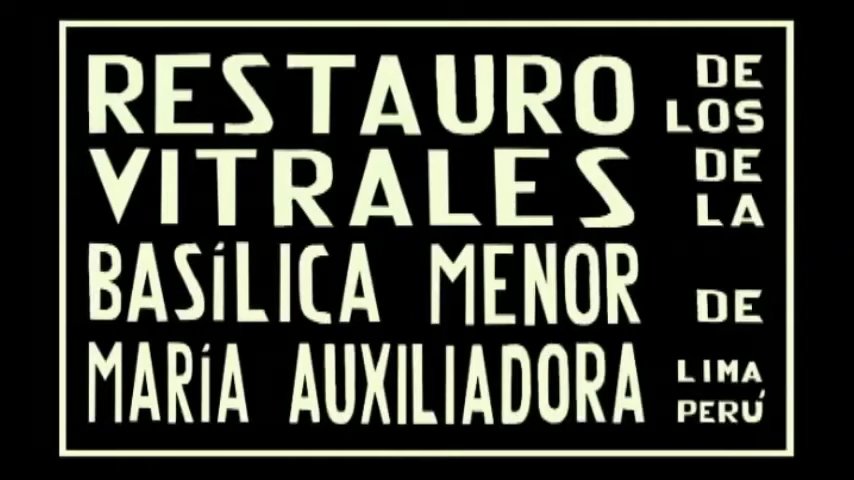 RESTAURO DE LOS
VITRALES DE LA
BASÍLICA MENOR DE
MARÍA AUXILIADORA LIMA PERÚ